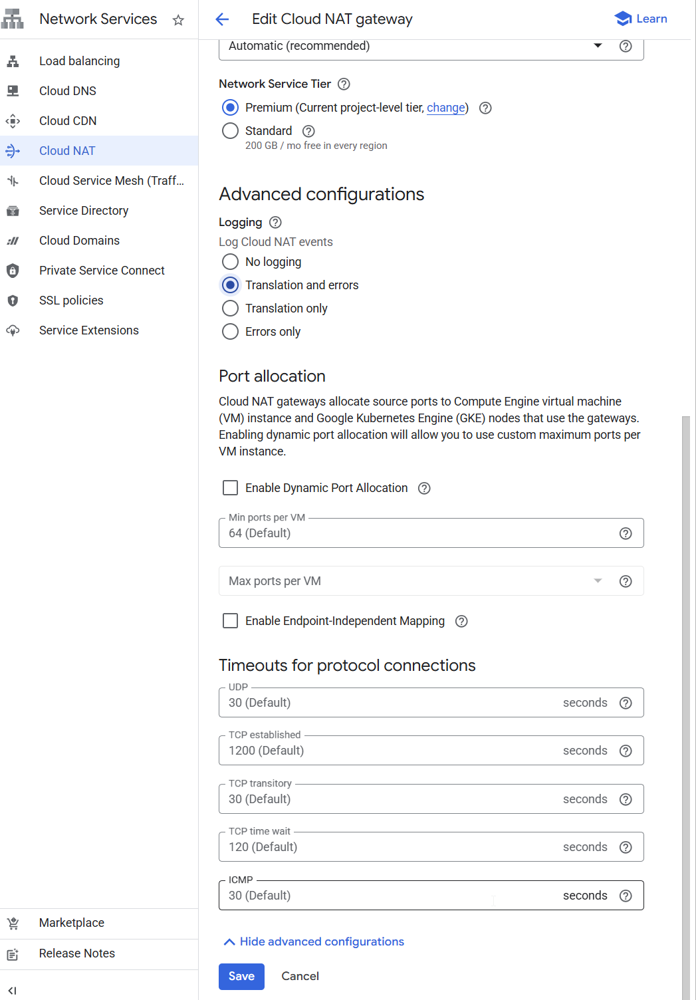 Network Services
Edit Cloud NAT gateway
Learn
Load balancing
Cloud DNS
Cloud CDN
Cloud NAT
Cloud Service Mesh (Traff...
Service Directory
Cloud Domains
Private Service Connect
SSL policies
Service Extensions
Marketplace
Release Notes
Automatic (recommended)
Network Service Tier
Premium (Current project-level tier, change)
Standard
200 GB / mo free in every region
Advanced configurations
Logging
Log Cloud NAT events
No logging
Translation and errors
Translation only
Errors only
Port allocation
Cloud NAT gateways allocate source ports to Compute Engine virtual machine
(VM) instance and Google Kubernetes Engine (GKE) nodes that use the gateways.
Enabling dynamic port allocation will allow you to use custom maximum ports per
VM instance.
Enable Dynamic Port Allocation
Min ports per VM
64 (Default)
Max ports per VM
Enable Endpoint-Independent Mapping
Timeouts for protocol connections
UDP
30 (Default) seconds
TCP established
1200 (Default) seconds
TCP transitory
30 (Default) seconds
TCP time wait
120 (Default) seconds
ICMP
30 (Default) seconds
Hide advanced configurations
Save Cancel